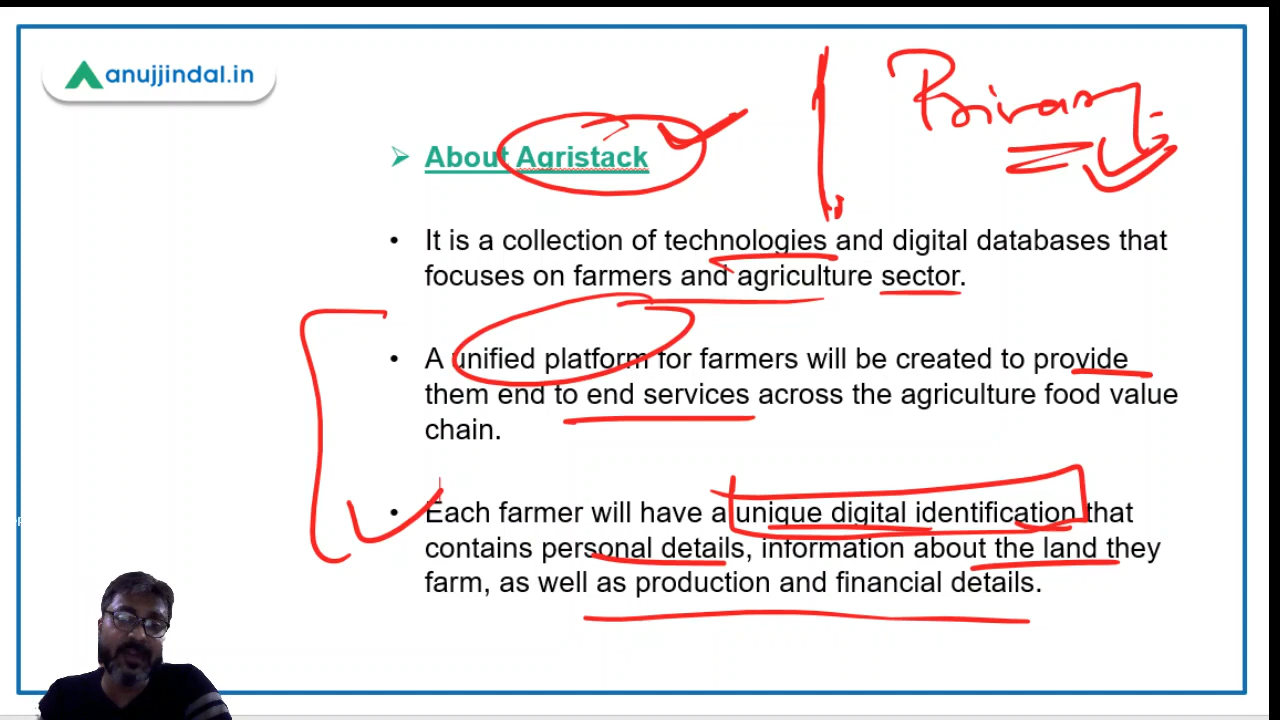 anujjindal.in
Privacy
About Agristack
It is a collection of technologies and digital databases that
focuses on farmers and agriculture sector.
A unified platform for farmers will be created to provide
them end to end services across the agriculture food value
chain.
Each farmer will have a unique digital identification that
contains personal details, information about the land they
farm, as well as production and financial details.